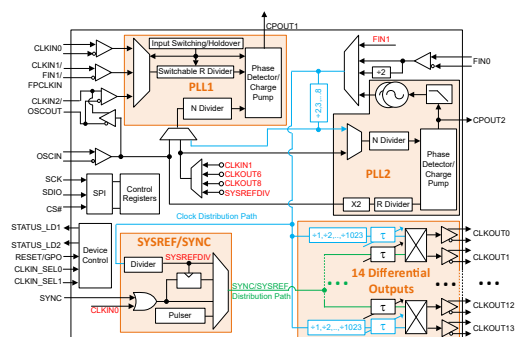 CPOUT1
CLKIN0
Input Switching/Holdover
FIN1
FIN0
CLKIN1/
FIN1/
FPCLKIN
Switchable R Divider
Phase
Detector/
Charge
Pump
÷2
÷2,3,...8
PLL1
CLKIN2/
OSCOUT
N Divider
CPOUT2
N Divider
Phase
Detector/
Charge
Pump
OSCIN
CLKIN1
CLKOUT6
CLKOUT8
SYSREFDIV
PLL2
SCK
SDIO
CS#
SPI
Control
Registers
X2
R Divider
Clock Distribution Path
STATUS_LD1
STATUS_LD2
RESET/GPO
CLKIN_SEL0
CLKIN_SEL1
Device
Control
SYSREF/SYNC
SYSREFDIV
Divider
÷1,÷2,..,÷1023
τ
CLKOUT0
τ
CLKOUT1
SYNC/SYSREF
Distribution Path
14 Differential
Outputs
SYNC
CLKIN0
Pulser
τ
CLKOUT12
÷1,÷2,..,÷1023
τ
CLKOUT13